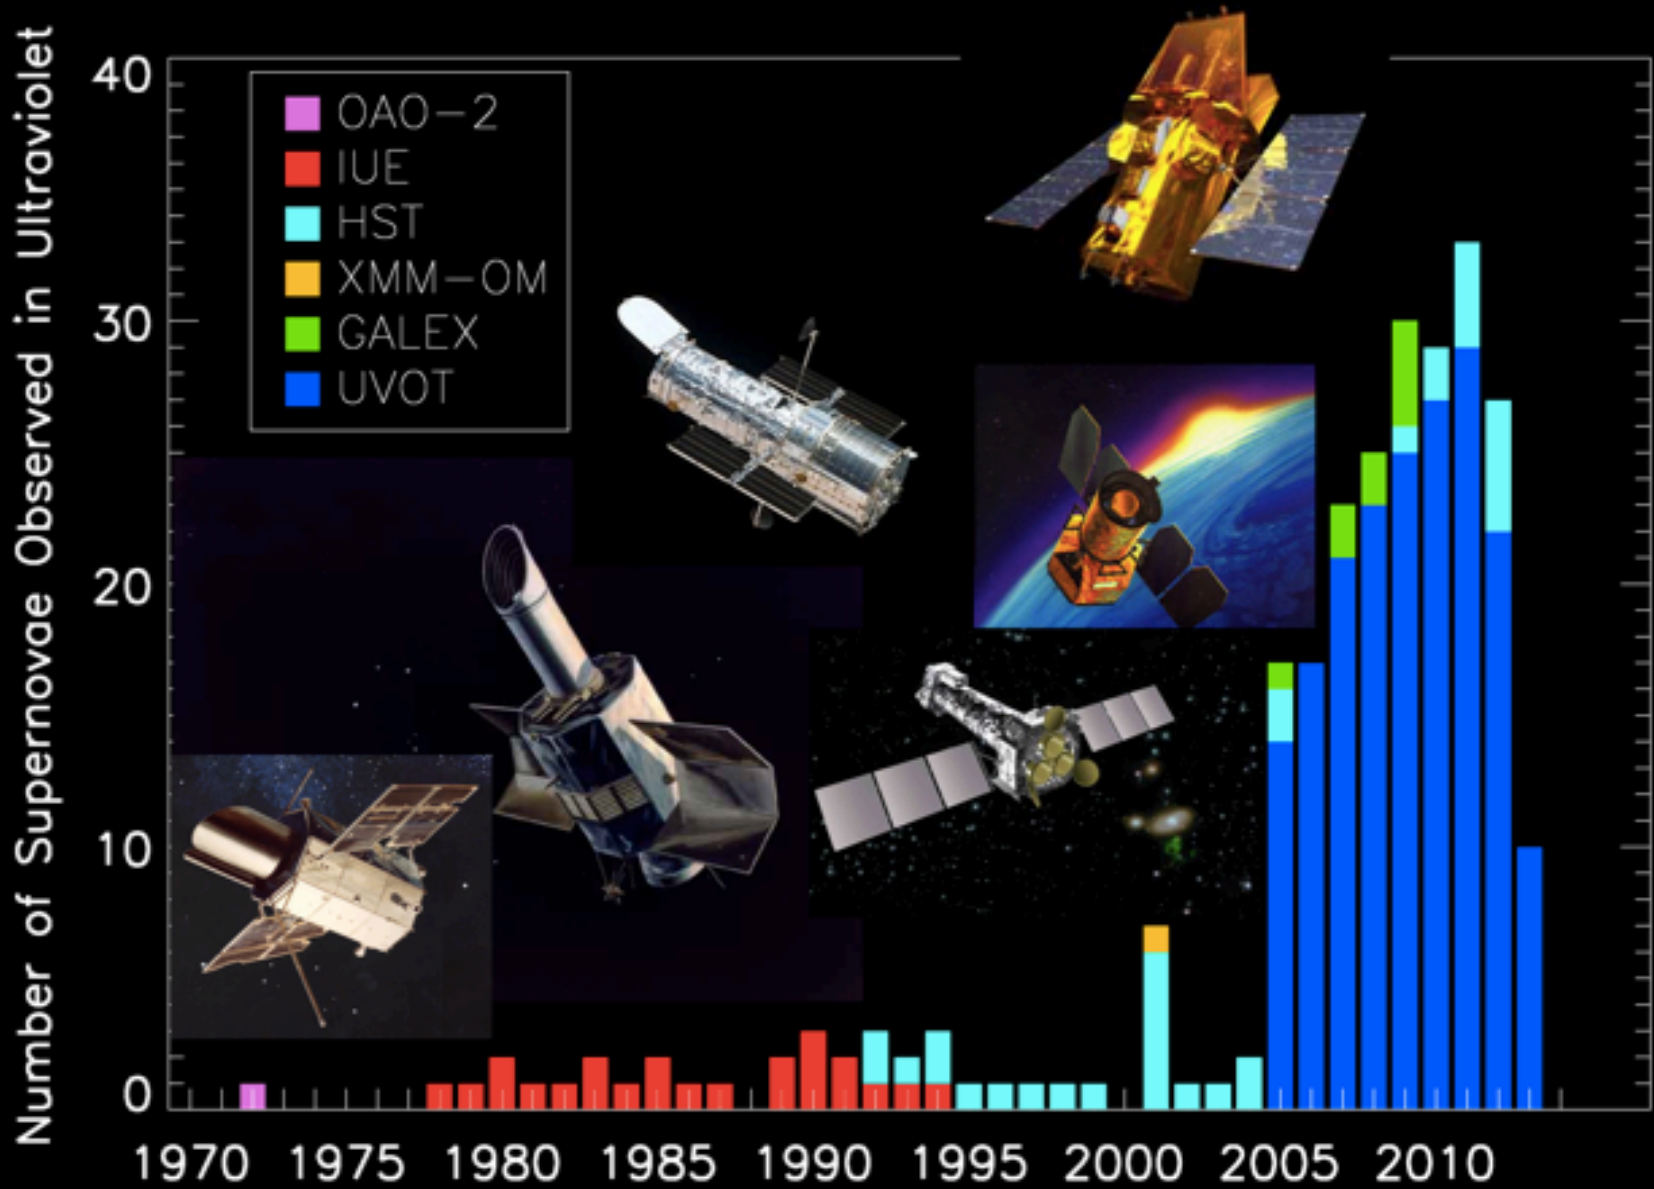 Number of Supernovae Observed in Ultraviolet
40
30
20
10
0
OAO-2
IUE
HST
XMM-OM
GALEX
UVOT
1970 1975 1980 1985 1990 1995 2000 2005 2010